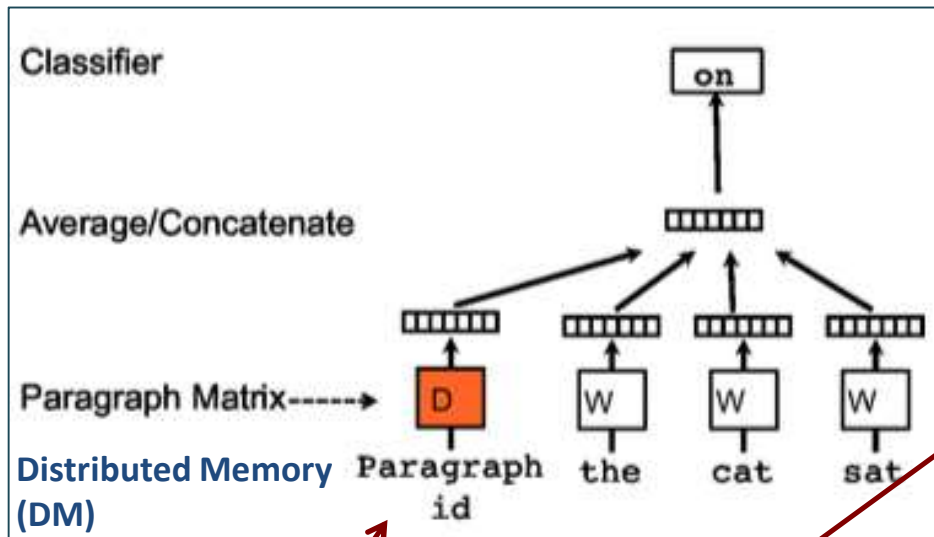 Classifier
on
Average/Concatenate
Paragraph Matrix----->
D W W W
Distributed Memory
(DM)
Paragraph the cat sat
id